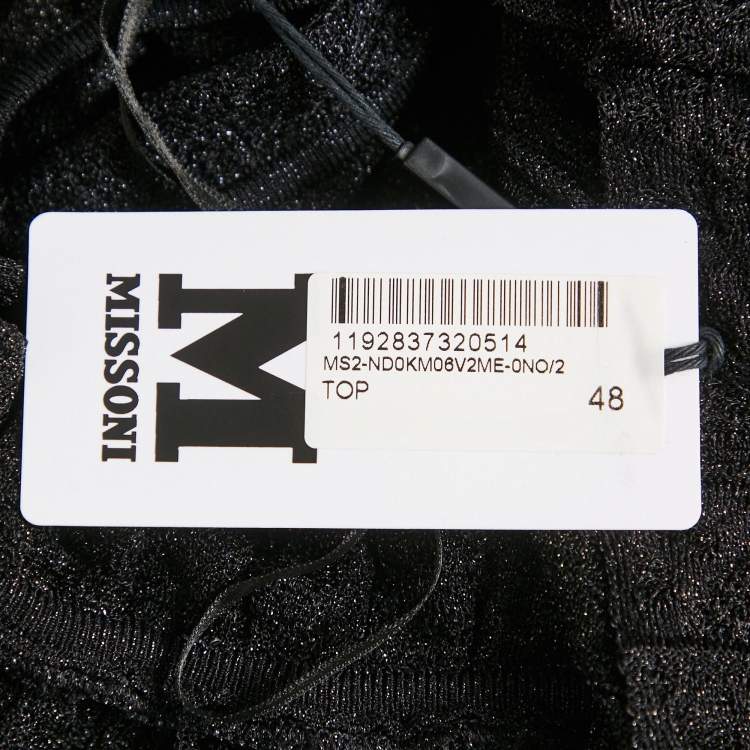 M
MISSONI
1192837320514
MS2-ND0KM06V2ME-0NO/2
TOP
48